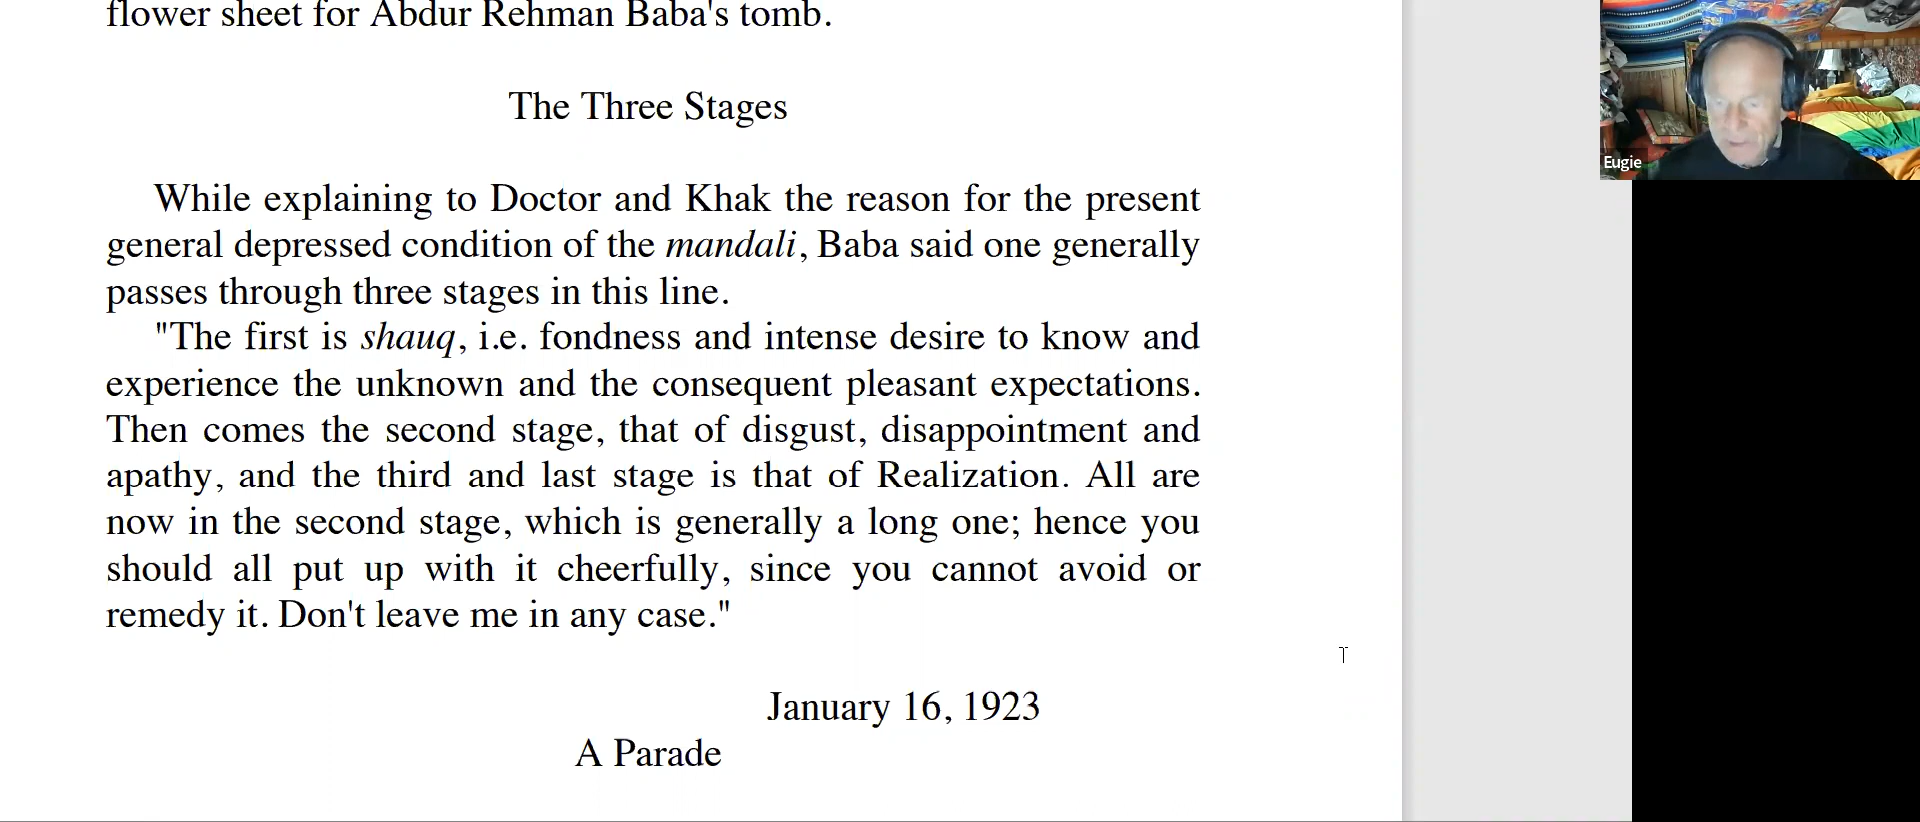 flower sheet for Abdur Rehman Baba's tomb.
The Three Stages
While explaining to Doctor and Khak the reason for the present
general depressed condition of the mandali, Baba said one generally
passes through three stages in this line.
"The first is shauq, i.e. fondness and intense desire to know and
experience the unknown and the consequent pleasant expectations.
Then comes the second stage, that of disgust, disappointment and
apathy, and the third and last stage is that of Realization. All are
now in the second stage, which is generally a long one; hence you
should all put up with it cheerfully, since you cannot avoid or
remedy it. Don't leave me in any case."
January 16, 1923
A Parade
Eugie